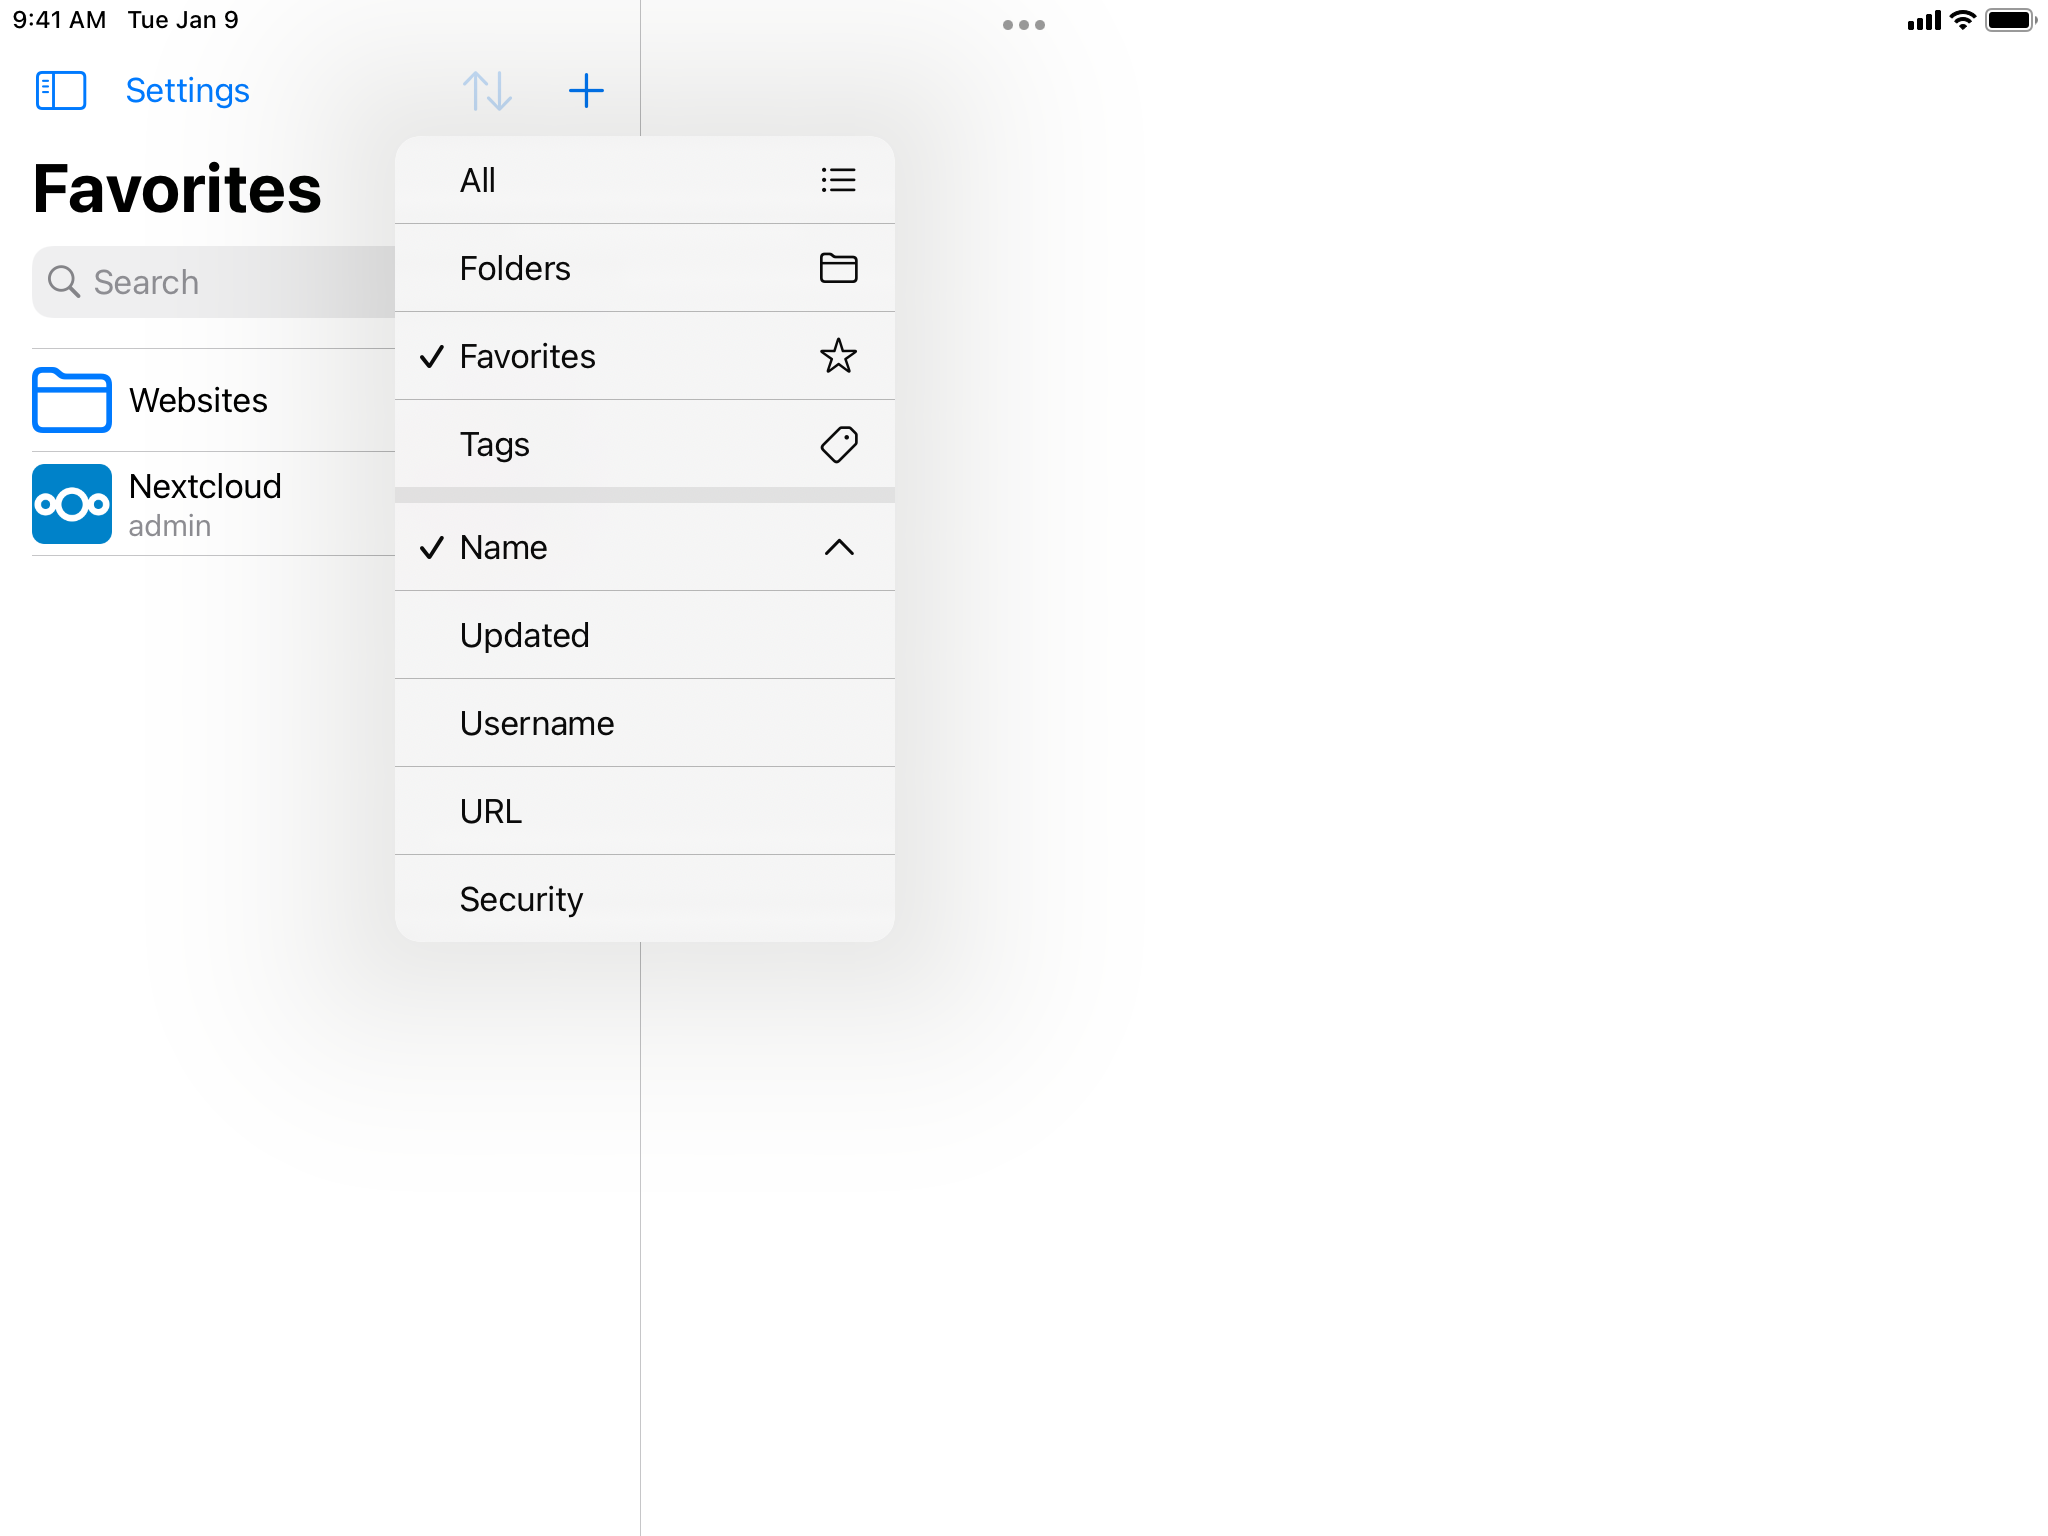 9:41 AM Tue Jan 9
Settings
Favorites
Search
Websites
Nextcloud
admin
All
Folders
Favorites
Tags
Name
Updated
Username
URL
Security